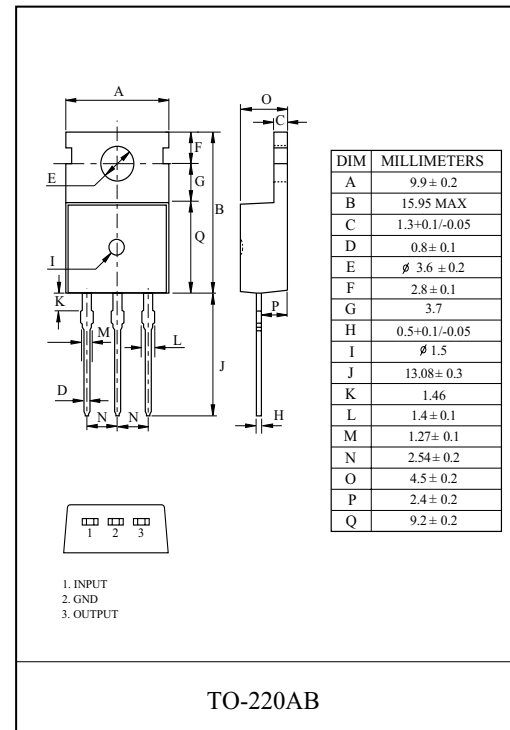 A
O
C
F
E
G
B
I
Q
K
P
M
L
J
D
H
N N
DIM MILLIMETERS
A 9.9 ± 0.2
B 15.95 MAX
C 1.3+0.1/-0.05
D 0.8 ± 0.1
E ø 3.6 ± 0.2
F 2.8 ± 0.1
G 3.7
H 0.5+0.1/-0.05
I ø 1.5
J 13.08 ± 0.3
K 1.46
L 1.4 ± 0.1
M 1.27 ± 0.1
N 2.54 ± 0.2
O 4.5 ± 0.2
P 2.4 ± 0.2
Q 9.2 ± 0.2
1 2 3
1. INPUT
2. GND
3. OUTPUT
TO-220AB